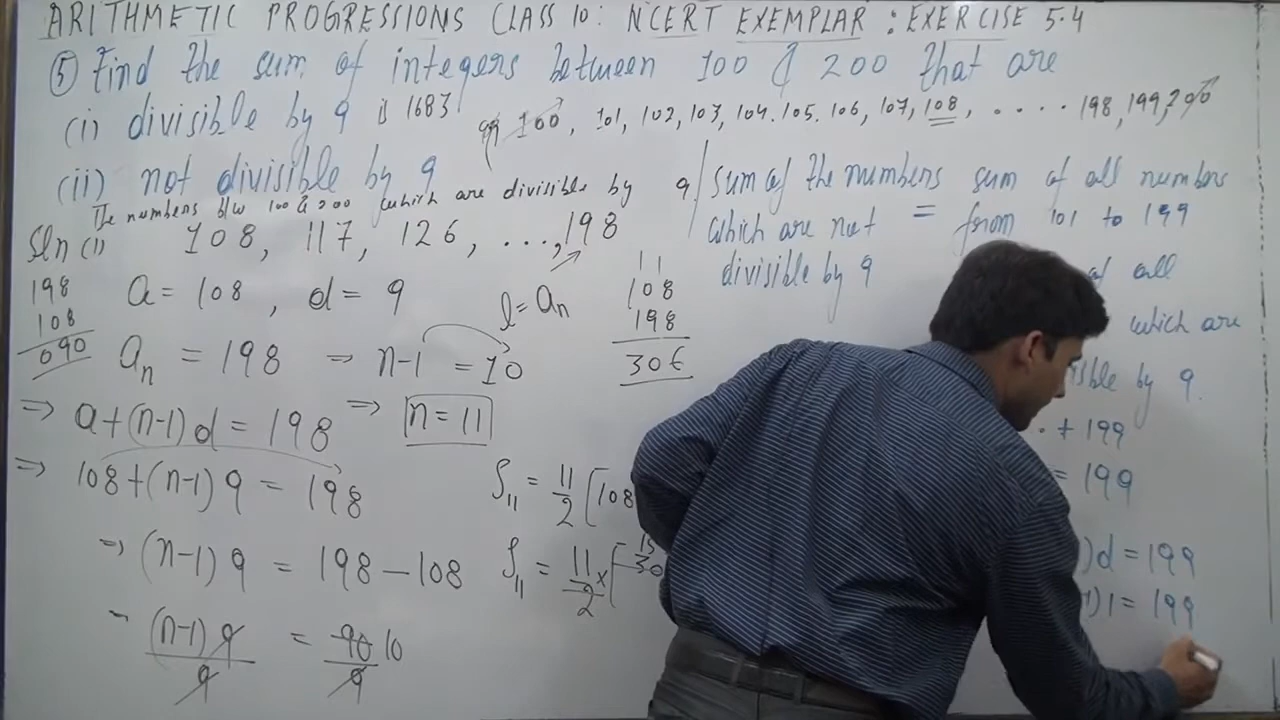 ARITHMETIC PROGRESSIONS CLASS 10: NCERT EXEMPLAR : EXERCISE 5.4
⑤ Find the sum of integers between 100 & 200 that are
(i) divisible by 9 is 1683
100, 101, 102, 103, 104. 105. 106, 107, 108, ..... 198, 199, 200
(ii) not divisible by 9
The numbers b/w 100 & 200 which are divisible by 9
Sln (i) 108, 117, 126, ..., 198
198
108
090
a = 108 , d = 9
l = an
an = 198 ⇒ n-1 = 10
⇒ a+(n-1)d = 198 ⇒ n = 11
⇒ 108+(n-1)9 = 198
⇒ (n-1)9 = 198 - 108
(n-1)9/9 = 90/9 10
11
108
198
306
S11 = 11/2 [108
S11 = 11/2 × [
Sum of the numbers
which are not =
divisible by 9
sum of all numbers
from 101 to 199
of all
which are
by 9.
. + 199
= 199
)d = 199
)1 = 199